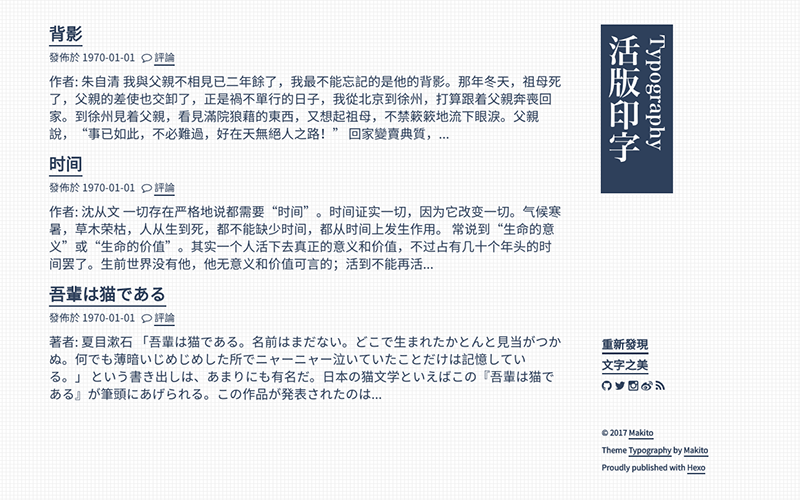 背影
發佈於 1970-01-01 評論
作者: 朱自清 我與父親不相見已二年餘了，我最不能忘記的是他的背影。那年冬天，祖母死
了，父親的差使也交卸了，正是禍不單行的日子，我從北京到徐州，打算跟着父親奔喪回
家。到徐州見着父親，看見滿院狼藉的東西，又想起祖母，不禁簌簌地流下眼淚。父親
說，“事已如此，不必難過，好在天無絕人之路！” 回家變賣典質，...
时间
發佈於 1970-01-01 評論
作者: 沈从文 一切存在严格地说都需要“时间”。时间证实一切，因为它改变一切。气候寒
暑，草木荣枯，人从生到死，都不能缺少时间，都从时间上发生作用。 常说到“生命的意
义”或“生命的价值”。其实一个人活下去真正的意义和价值，不过占有几十个年头的时
间罢了。生前世界没有他，他无意义和价值可言的；活到不能再活...
吾輩は猫である
發佈於 1970-01-01 評論
著者: 夏目漱石 「吾輩は猫である。名前はまだない。どこで生まれたかとんと見当がつか
ぬ。何でも薄暗いじめじめした所でニャーニャー泣いていたことだけは記憶してい
る。」 という書き出しは、あまりにも有名だ。日本の猫文学といえばこの『吾輩は猫で
ある』が筆頭にあげられる。この作品が発表されたのは...
Typography
活版印字
重新發現
文字之美
© 2017 Makito
Theme Typography by Makito
Proudly published with Hexo